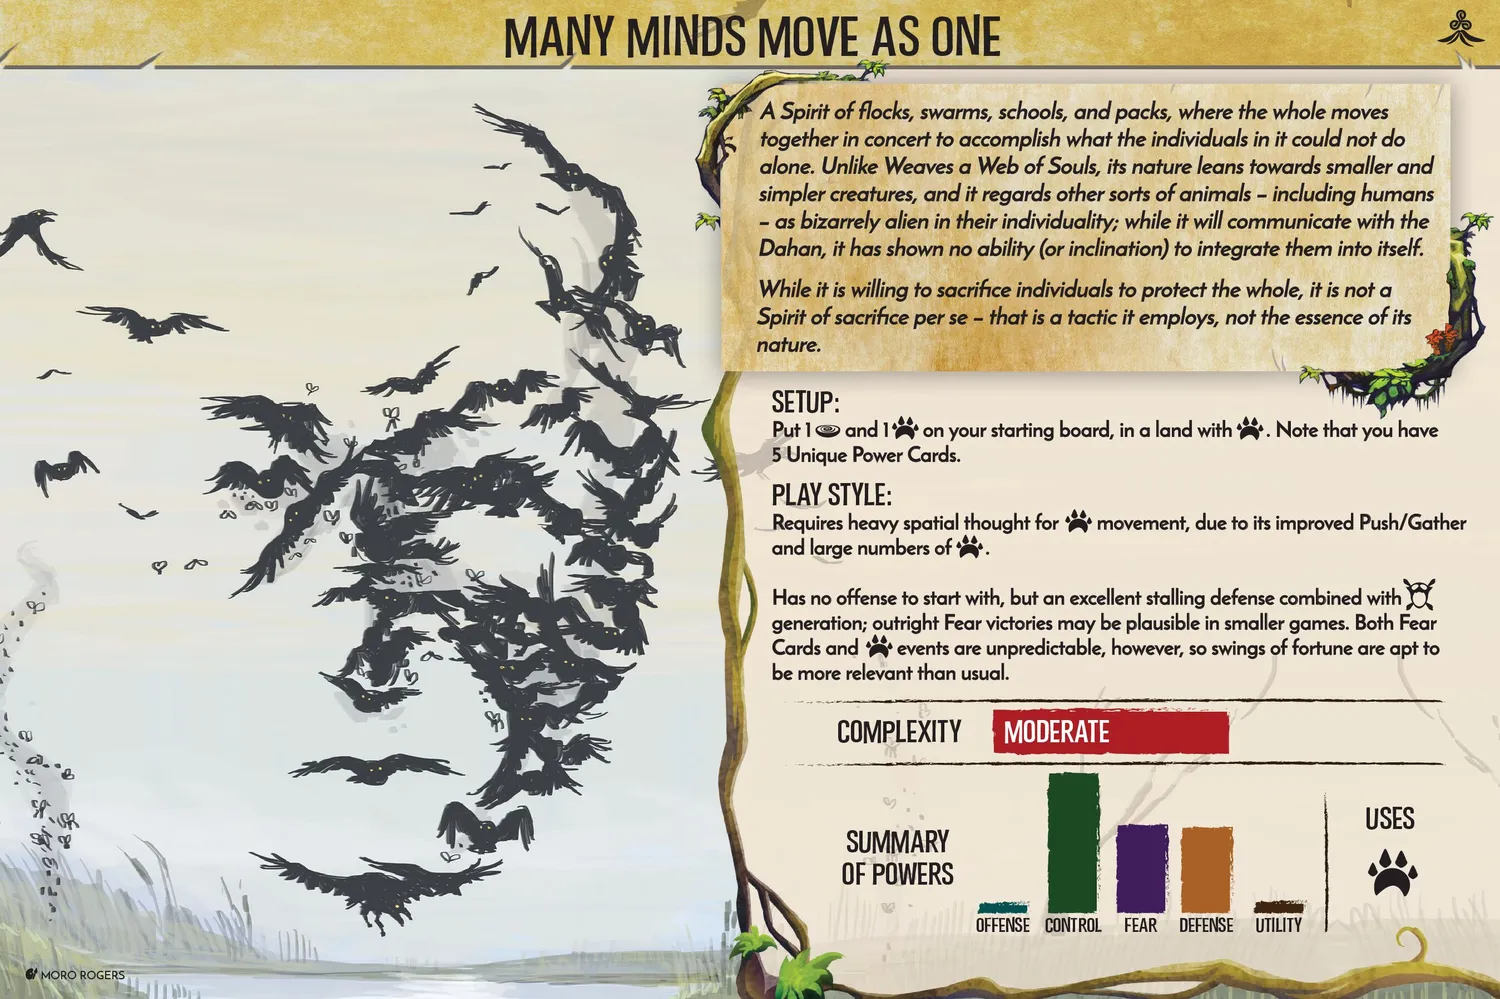 MANY MINDS MOVE AS ONE
A Spirit of flocks, swarms, schools, and packs, where the whole moves
together in concert to accomplish what the individuals in it could not do
alone. Unlike Weaves a Web of Souls, its nature leans towards smaller and
simpler creatures, and it regards other sorts of animals – including humans
– as bizarrely alien in their individuality; while it will communicate with the
Dahan, it has shown no ability (or inclination) to integrate them into itself.
While it is willing to sacrifice individuals to protect the whole, it is not a
Spirit of sacrifice per se – that is a tactic it employs, not the essence of its
nature.
SETUP:
Put 1 and 1 on your starting board, in a land with . Note that you have
5 Unique Power Cards.
PLAY STYLE:
Requires heavy spatial thought for movement, due to its improved Push/Gather
and large numbers of .
Has no offense to start with, but an excellent stalling defense combined with
generation; outright Fear victories may be plausible in smaller games. Both Fear
Cards and events are unpredictable, however, so swings of fortune are apt to
be more relevant than usual.
COMPLEXITY MODERATE
SUMMARY
OF POWERS
OFFENSE CONTROL FEAR DEFENSE UTILITY
USES
MORO ROGERS